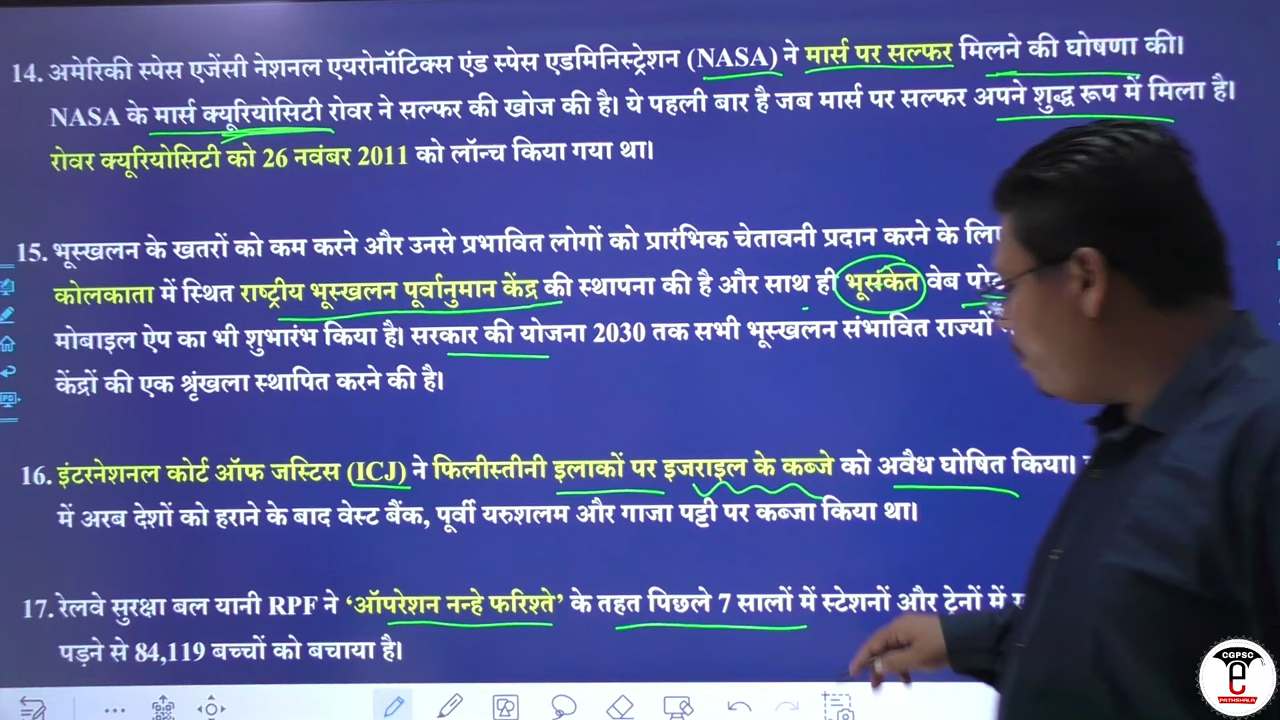 14. अमेरिकी स्पेस एजेंसी नेशनल एयरोनॉटिक्स एंड स्पेस एडमिनिस्ट्रेशन (NASA) ने मार्स पर सल्फर मिलने की घोषणा की।
NASA के मार्स क्यूरियोसिटी रोवर ने सल्फर की खोज की है। ये पहली बार है जब मार्स पर सल्फर अपने शुद्ध रूप में मिला है।
रोवर क्यूरियोसिटी को 26 नवंबर 2011 को लॉन्च किया गया था।
15. भूस्खलन के खतरों को कम करने और उनसे प्रभावित लोगों को प्रारंभिक चेतावनी प्रदान करने के
कोलकाता में स्थित राष्ट्रीय भूस्खलन पूर्वानुमान केंद्र की स्थापना की है और साथ ही भूसंकेत वेब
मोबाइल ऐप का भी शुभारंभ किया है। सरकार की योजना 2030 तक सभी भूस्खलन संभावित राज्यों
केंद्रों की एक श्रृंखला स्थापित करने की है।
16. इंटरनेशनल कोर्ट ऑफ जस्टिस (ICJ) ने फिलीस्तीनी इलाकों पर इजराइल के कब्जे को अवैध घोषित किया।
में अरब देशों को हराने के बाद वेस्ट बैंक, पूर्वी यरुशलम और गाजा पट्टी पर कब्जा किया था।
17. रेलवे सुरक्षा बल यानी RPF ने ‘ऑपरेशन नन्हे फरिश्ते’ के तहत पिछले 7 सालों में स्टेशनों और ट्रेनों में
पड़ने से 84,119 बच्चों को बचाया है।
CGPSC
e
PATHSHALA